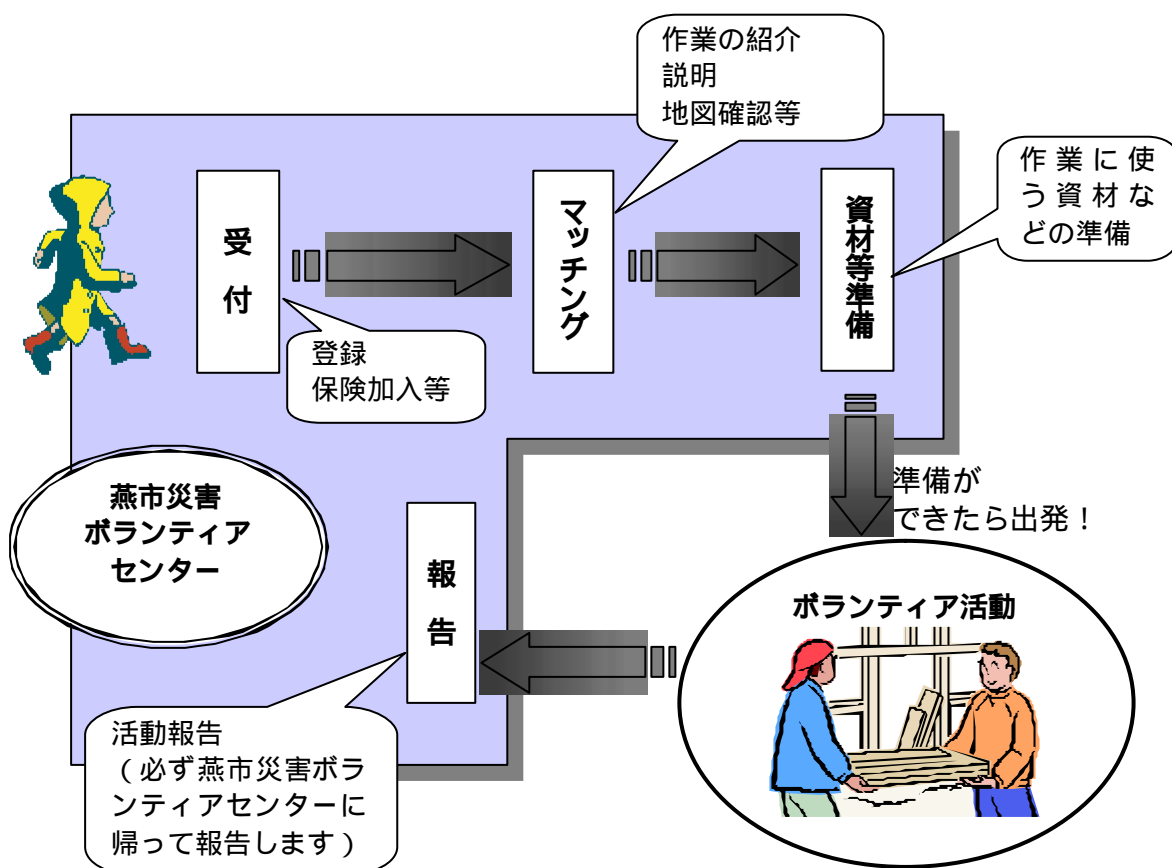 作業の紹介
説明
地図確認等
作業に使
う資材な
どの準備
受
付
マッチング
資材等準備
登録
保険加入等
燕市災害
ボランティア
センター
準備が
できたら出発！
報
告
ボランティア活動
活動報告
（必ず燕市災害ボラ
ンティアセンターに
帰って報告します）